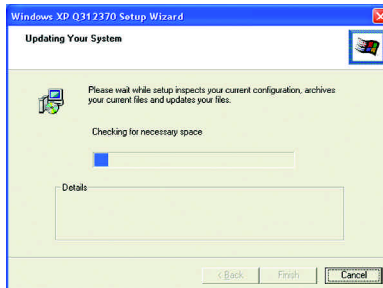 Windows XP Q312370 Setup Wizard
Updating Your System
Please wait while setup inspects your current configuration, archives
your current files and updates your files.
Checking for necessary space
Details
< Back
Finish
Cancel